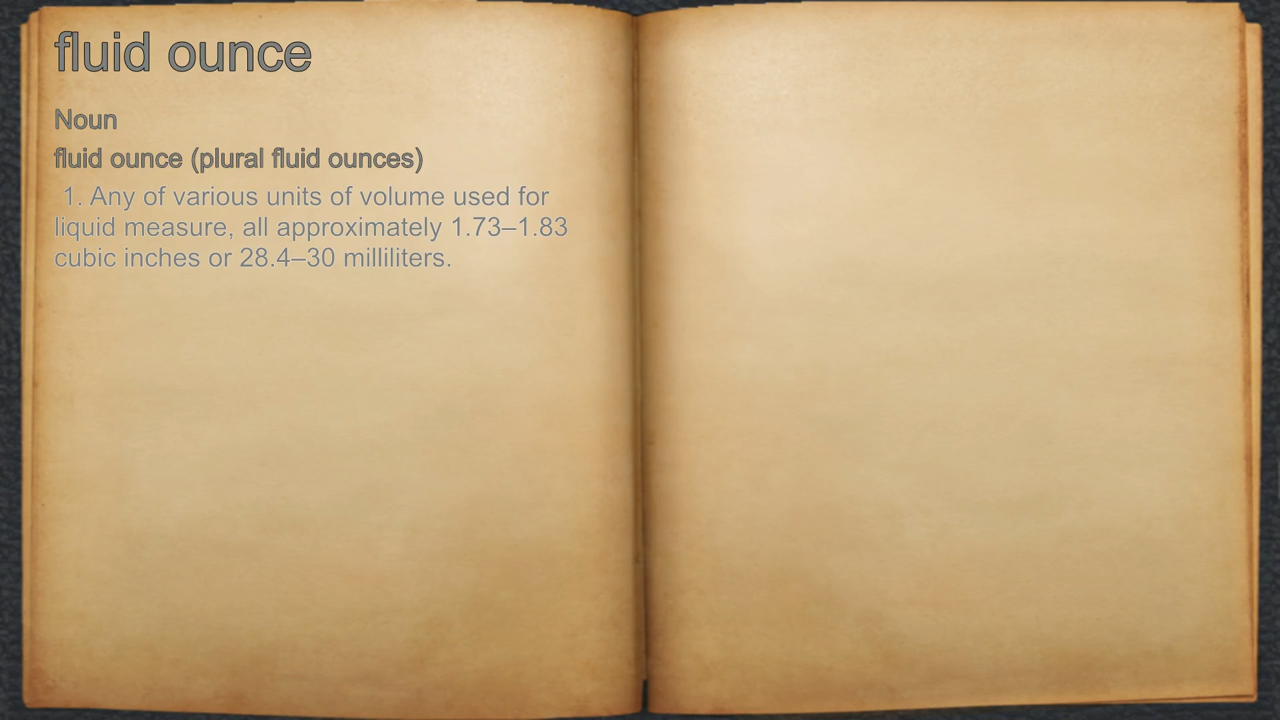 fluid ounce
Noun
fluid ounce (plural fluid ounces)
1. Any of various units of volume used for
liquid measure, all approximately 1.73–1.83
cubic inches or 28.4–30 milliliters.